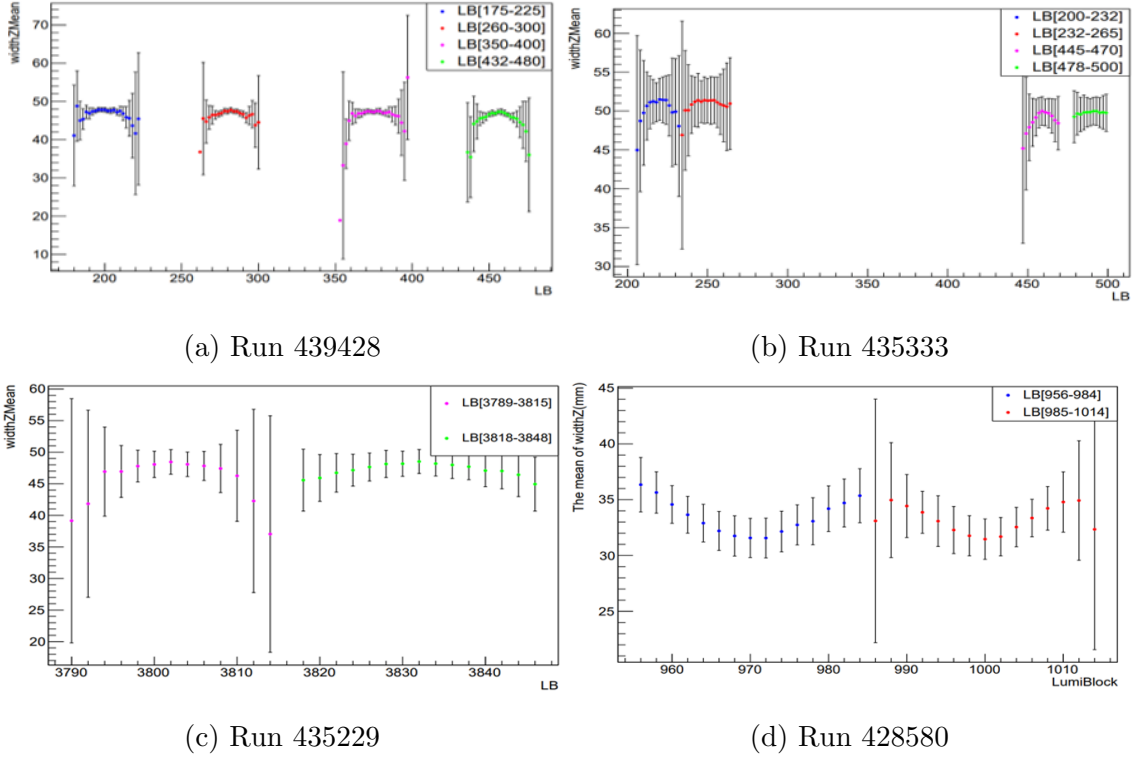 widthZMean
LB[175-225]
LB[260-300]
LB[350-400]
LB[432-480]
70
60
50
40
30
20
10
200
250
300
350
400
450
LB
(a) Run 439428
widthZMean
LB[200-232]
LB[232-265]
LB[445-470]
LB[478-500]
60
55
50
45
40
35
30
200
250
300
350
400
450
500
LB
(b) Run 435333
widthZMean
LB[3789-3815]
LB[3818-3848]
60
55
50
45
40
35
30
25
20
3790
3800
3810
3820
3830
3840
LB
(c) Run 435229
The mean of widthZ(mm)
LB[956-984]
LB[985-1014]
45
40
35
30
25
960
970
980
990
1000
1010
LumiBlock
(d) Run 428580